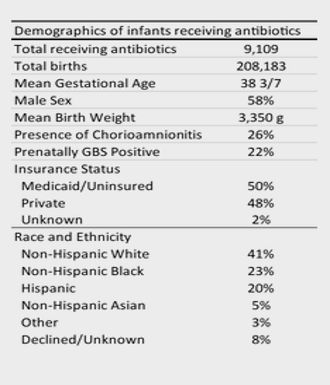 Demographics of infants receiving antibiotics
Total receiving antibiotics 9,109
Total births 208,183
Mean Gestational Age 38 3/7
Male Sex 58%
Mean Birth Weight 3,350 g
Presence of Chorioamnionitis 26%
Prenatally GBS Positive 22%
Insurance Status
Medicaid/Uninsured 50%
Private 48%
Unknown 2%
Race and Ethnicity
Non-Hispanic White 41%
Non-Hispanic Black 23%
Hispanic 20%
Non-Hispanic Asian 5%
Other 3%
Declined/Unknown 8%